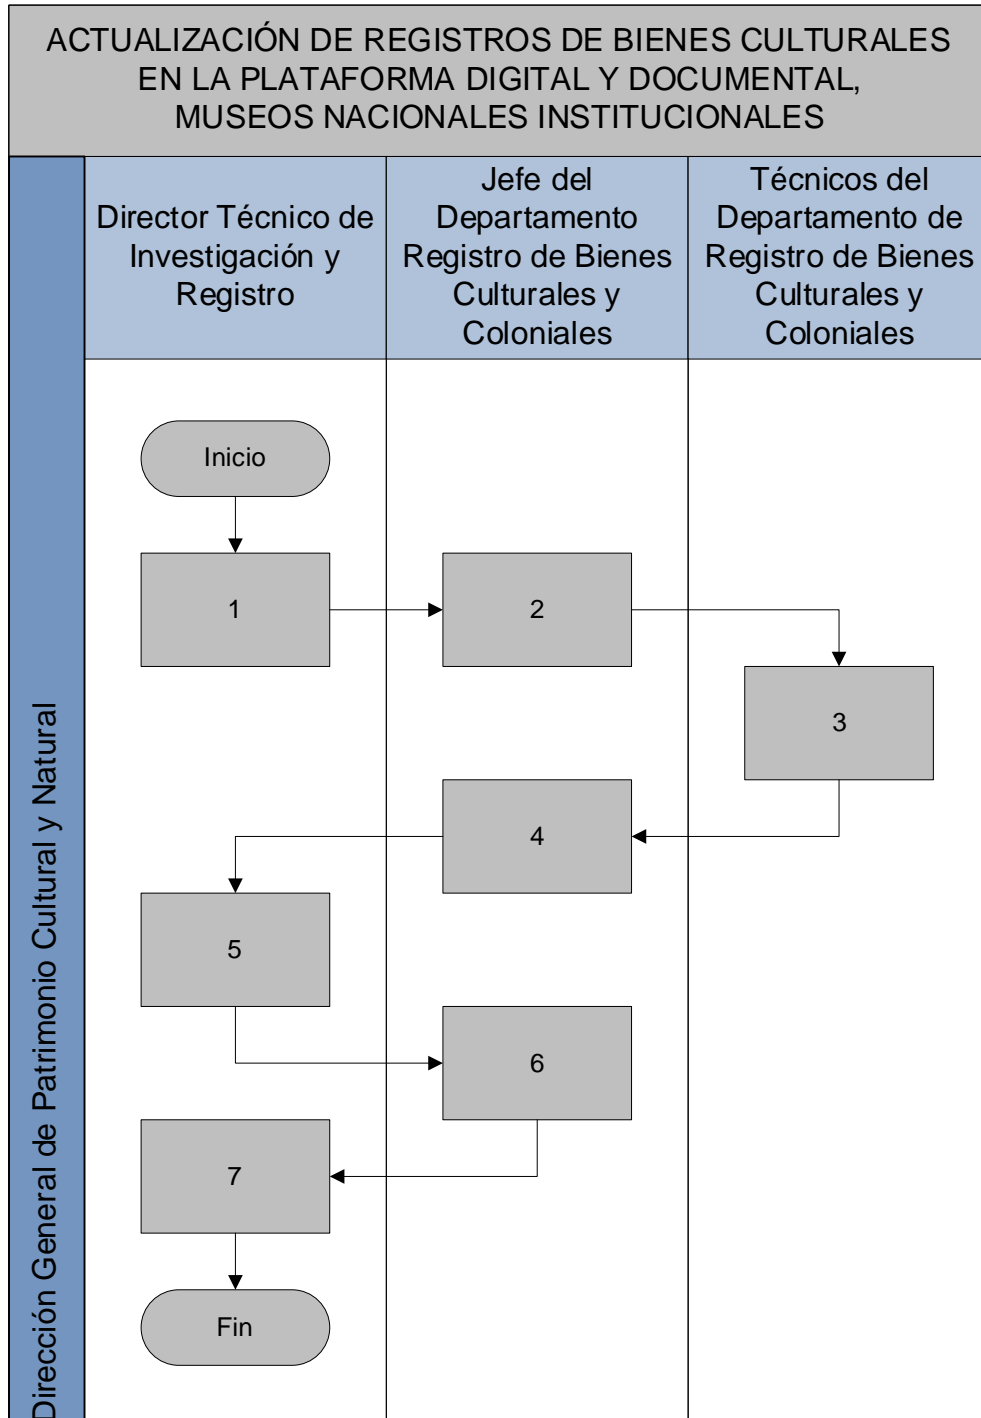 ACTUALIZACIÓN DE REGISTROS DE BIENES CULTURALES
EN LA PLATAFORMA DIGITAL Y DOCUMENTAL,
MUSEOS NACIONALES INSTITUCIONALES
Dirección General de Patrimonio Cultural y Natural
Director Técnico de
Investigación y
Registro
Jefe del
Departamento
Registro de Bienes
Culturales y
Coloniales
Técnicos del
Departamento de
Registro de Bienes
Culturales y
Coloniales
Inicio
1
2
3
4
5
6
7
Fin